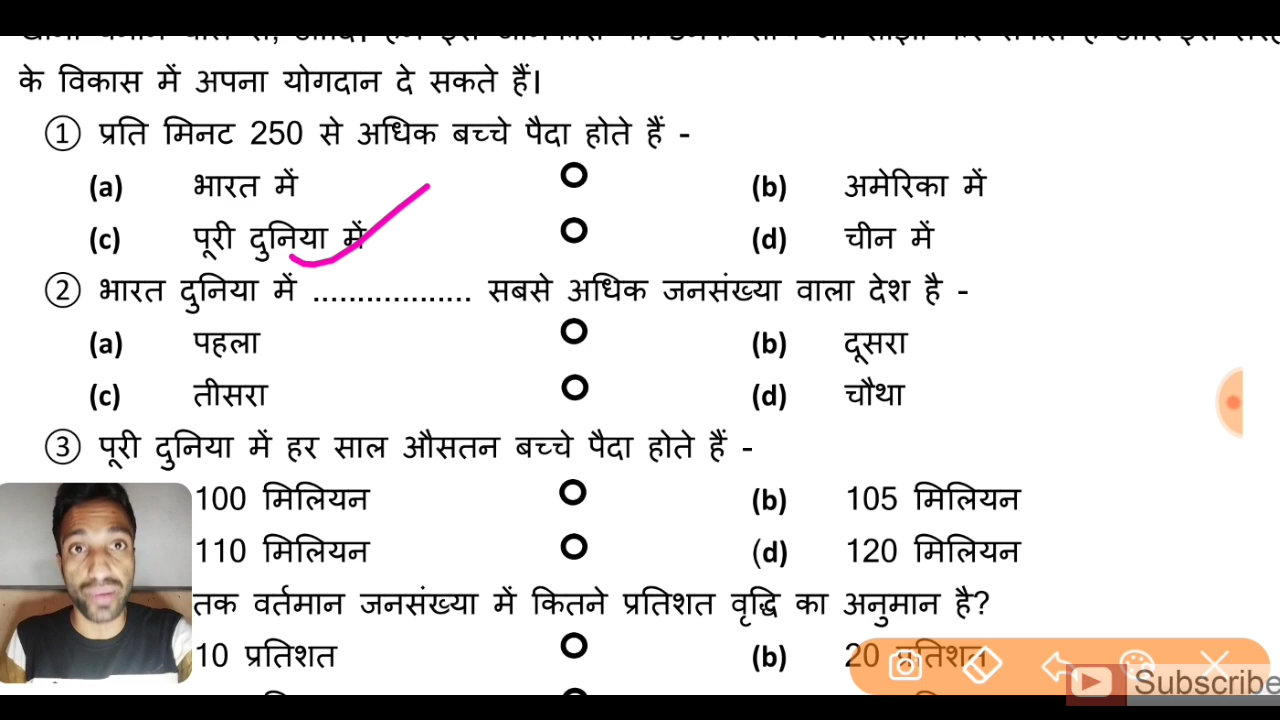 के विकास में अपना योगदान दे सकते हैं।
① प्रति मिनट 250 से अधिक बच्चे पैदा होते हैं -
(a) भारत में (b) अमेरिका में
(c) पूरी दुनिया में (d) चीन में
② भारत दुनिया में .................. सबसे अधिक जनसंख्या वाला देश है -
(a) पहला (b) दूसरा
(c) तीसरा (d) चौथा
③ पूरी दुनिया में हर साल औसतन बच्चे पैदा होते हैं -
100 मिलियन (b) 105 मिलियन
110 मिलियन (d) 120 मिलियन
तक वर्तमान जनसंख्या में कितने प्रतिशत वृद्धि का अनुमान है?
10 प्रतिशत (b) 20 प्रतिशत
Subscribe